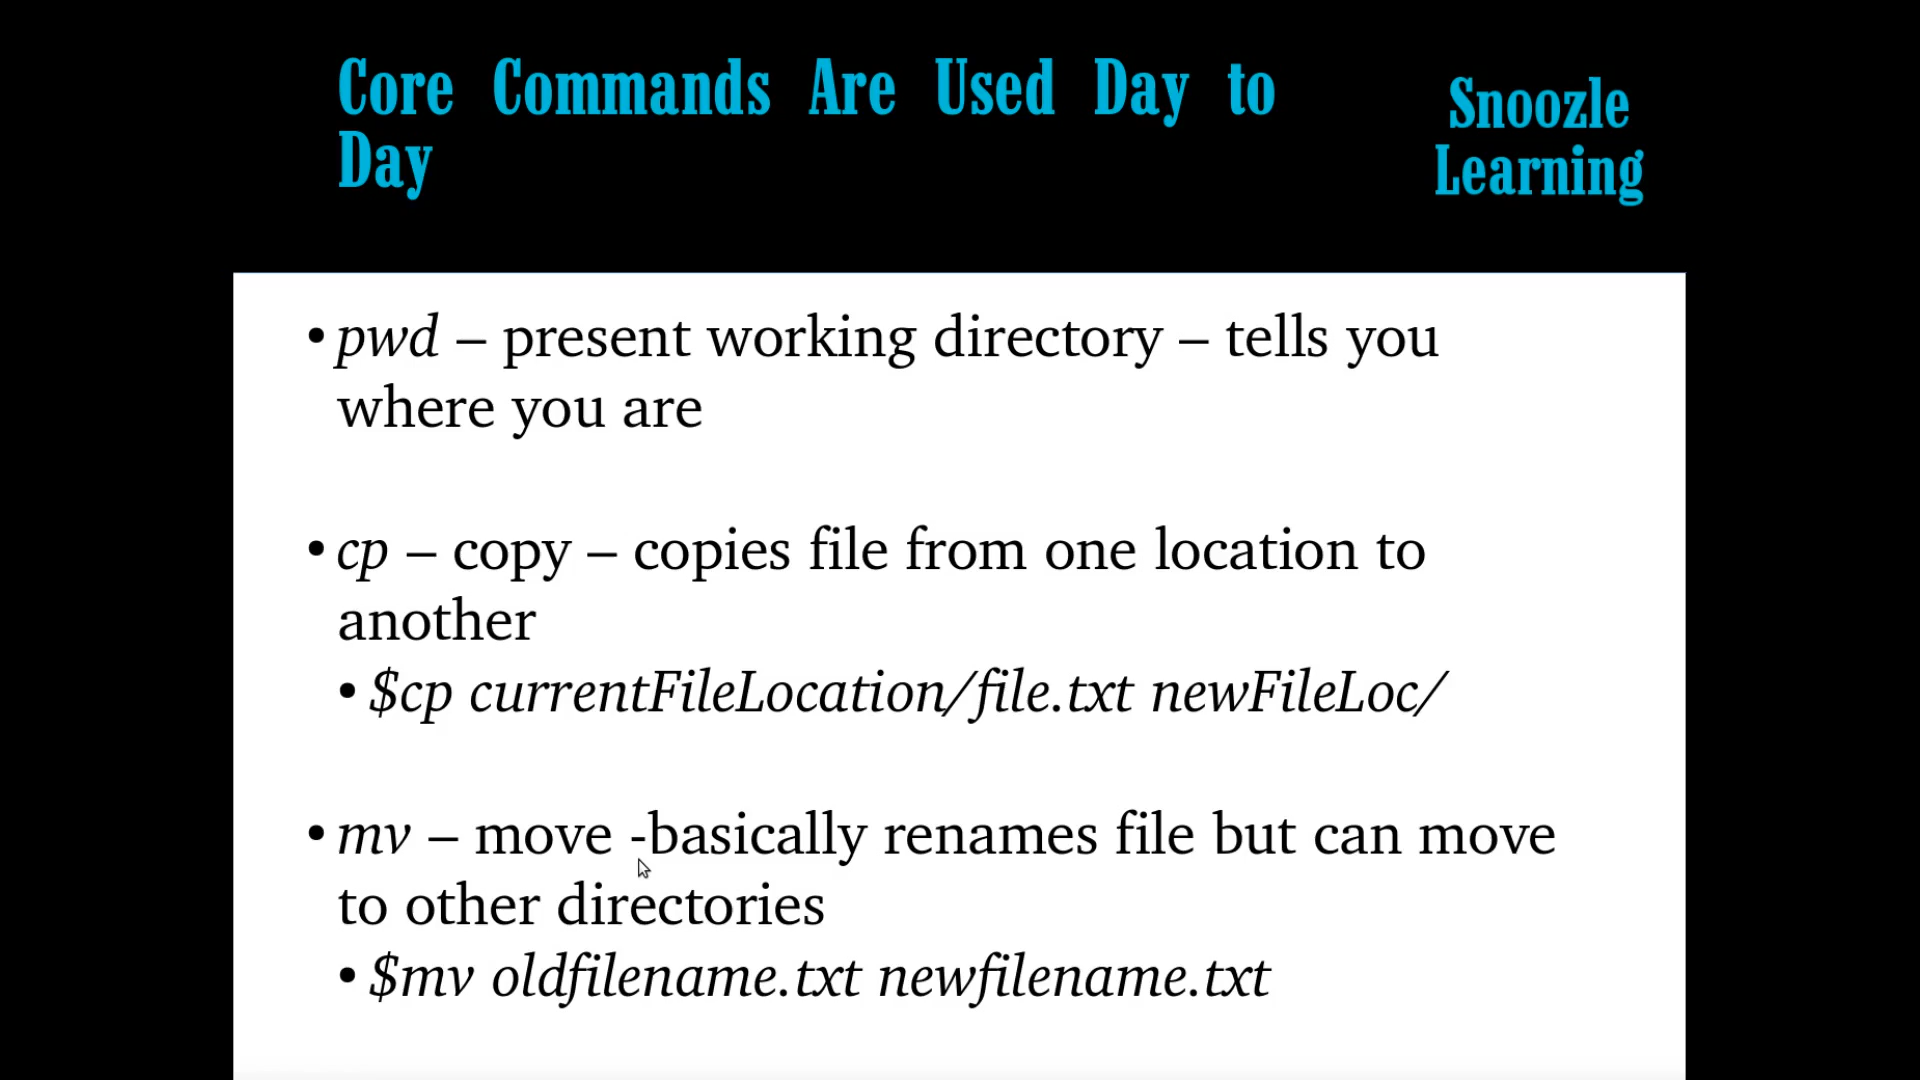 Core Commands Are Used Day to
Day
Snoozle
Learning
• pwd – present working directory – tells you
where you are
• cp – copy – copies file from one location to
another
• $cp currentFileLocation/file.txt newFileLoc/
• mv – move -basically renames file but can move
to other directories
• $mv oldfilename.txt newfilename.txt